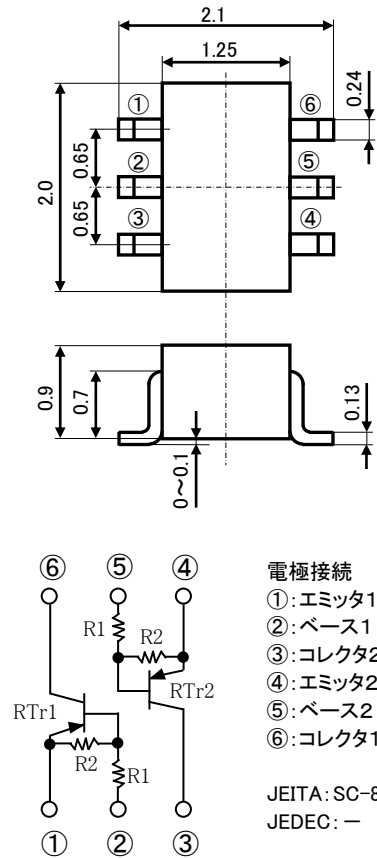 2.1
1.25
① ⑥
0.24
0.65
② ⑤
2.0
0.65
③ ④
0.9
0.7
0.13
0~0.1
⑥ ⑤ ④
R1
R2
RTr2
RTr1
R2
R1
① ② ③
電極接続
①:エミッタ1
②:ベース1
③:コレクタ2
④:エミッタ2
⑤:ベース2
⑥:コレクタ1
JEITA:SC-8
JEDEC:ー